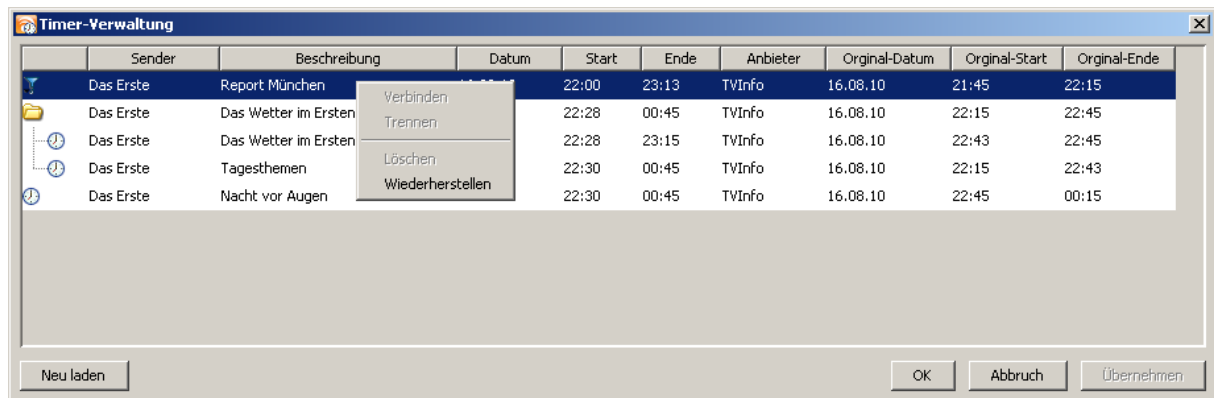 Timer-Verwaltung
Sender Beschreibung Datum Start Ende Anbieter Orginal-Datum Orginal-Start Orginal-Ende
Das Erste Report München 22:00 23:13 TVInfo 16.08.10 21:45 22:15
Das Erste Das Wetter im Ersten 22:28 00:45 TVInfo 16.08.10 22:15 22:45
Das Erste Das Wetter im Ersten 22:28 23:15 TVInfo 16.08.10 22:43 22:45
Das Erste Tagesthemen 22:30 00:45 TVInfo 16.08.10 22:15 22:43
Das Erste Nacht vor Augen 22:30 00:45 TVInfo 16.08.10 22:45 00:15
Verbinden
Trennen
Löschen
Wiederherstellen
Neu laden OK Abbruch Übernehmen